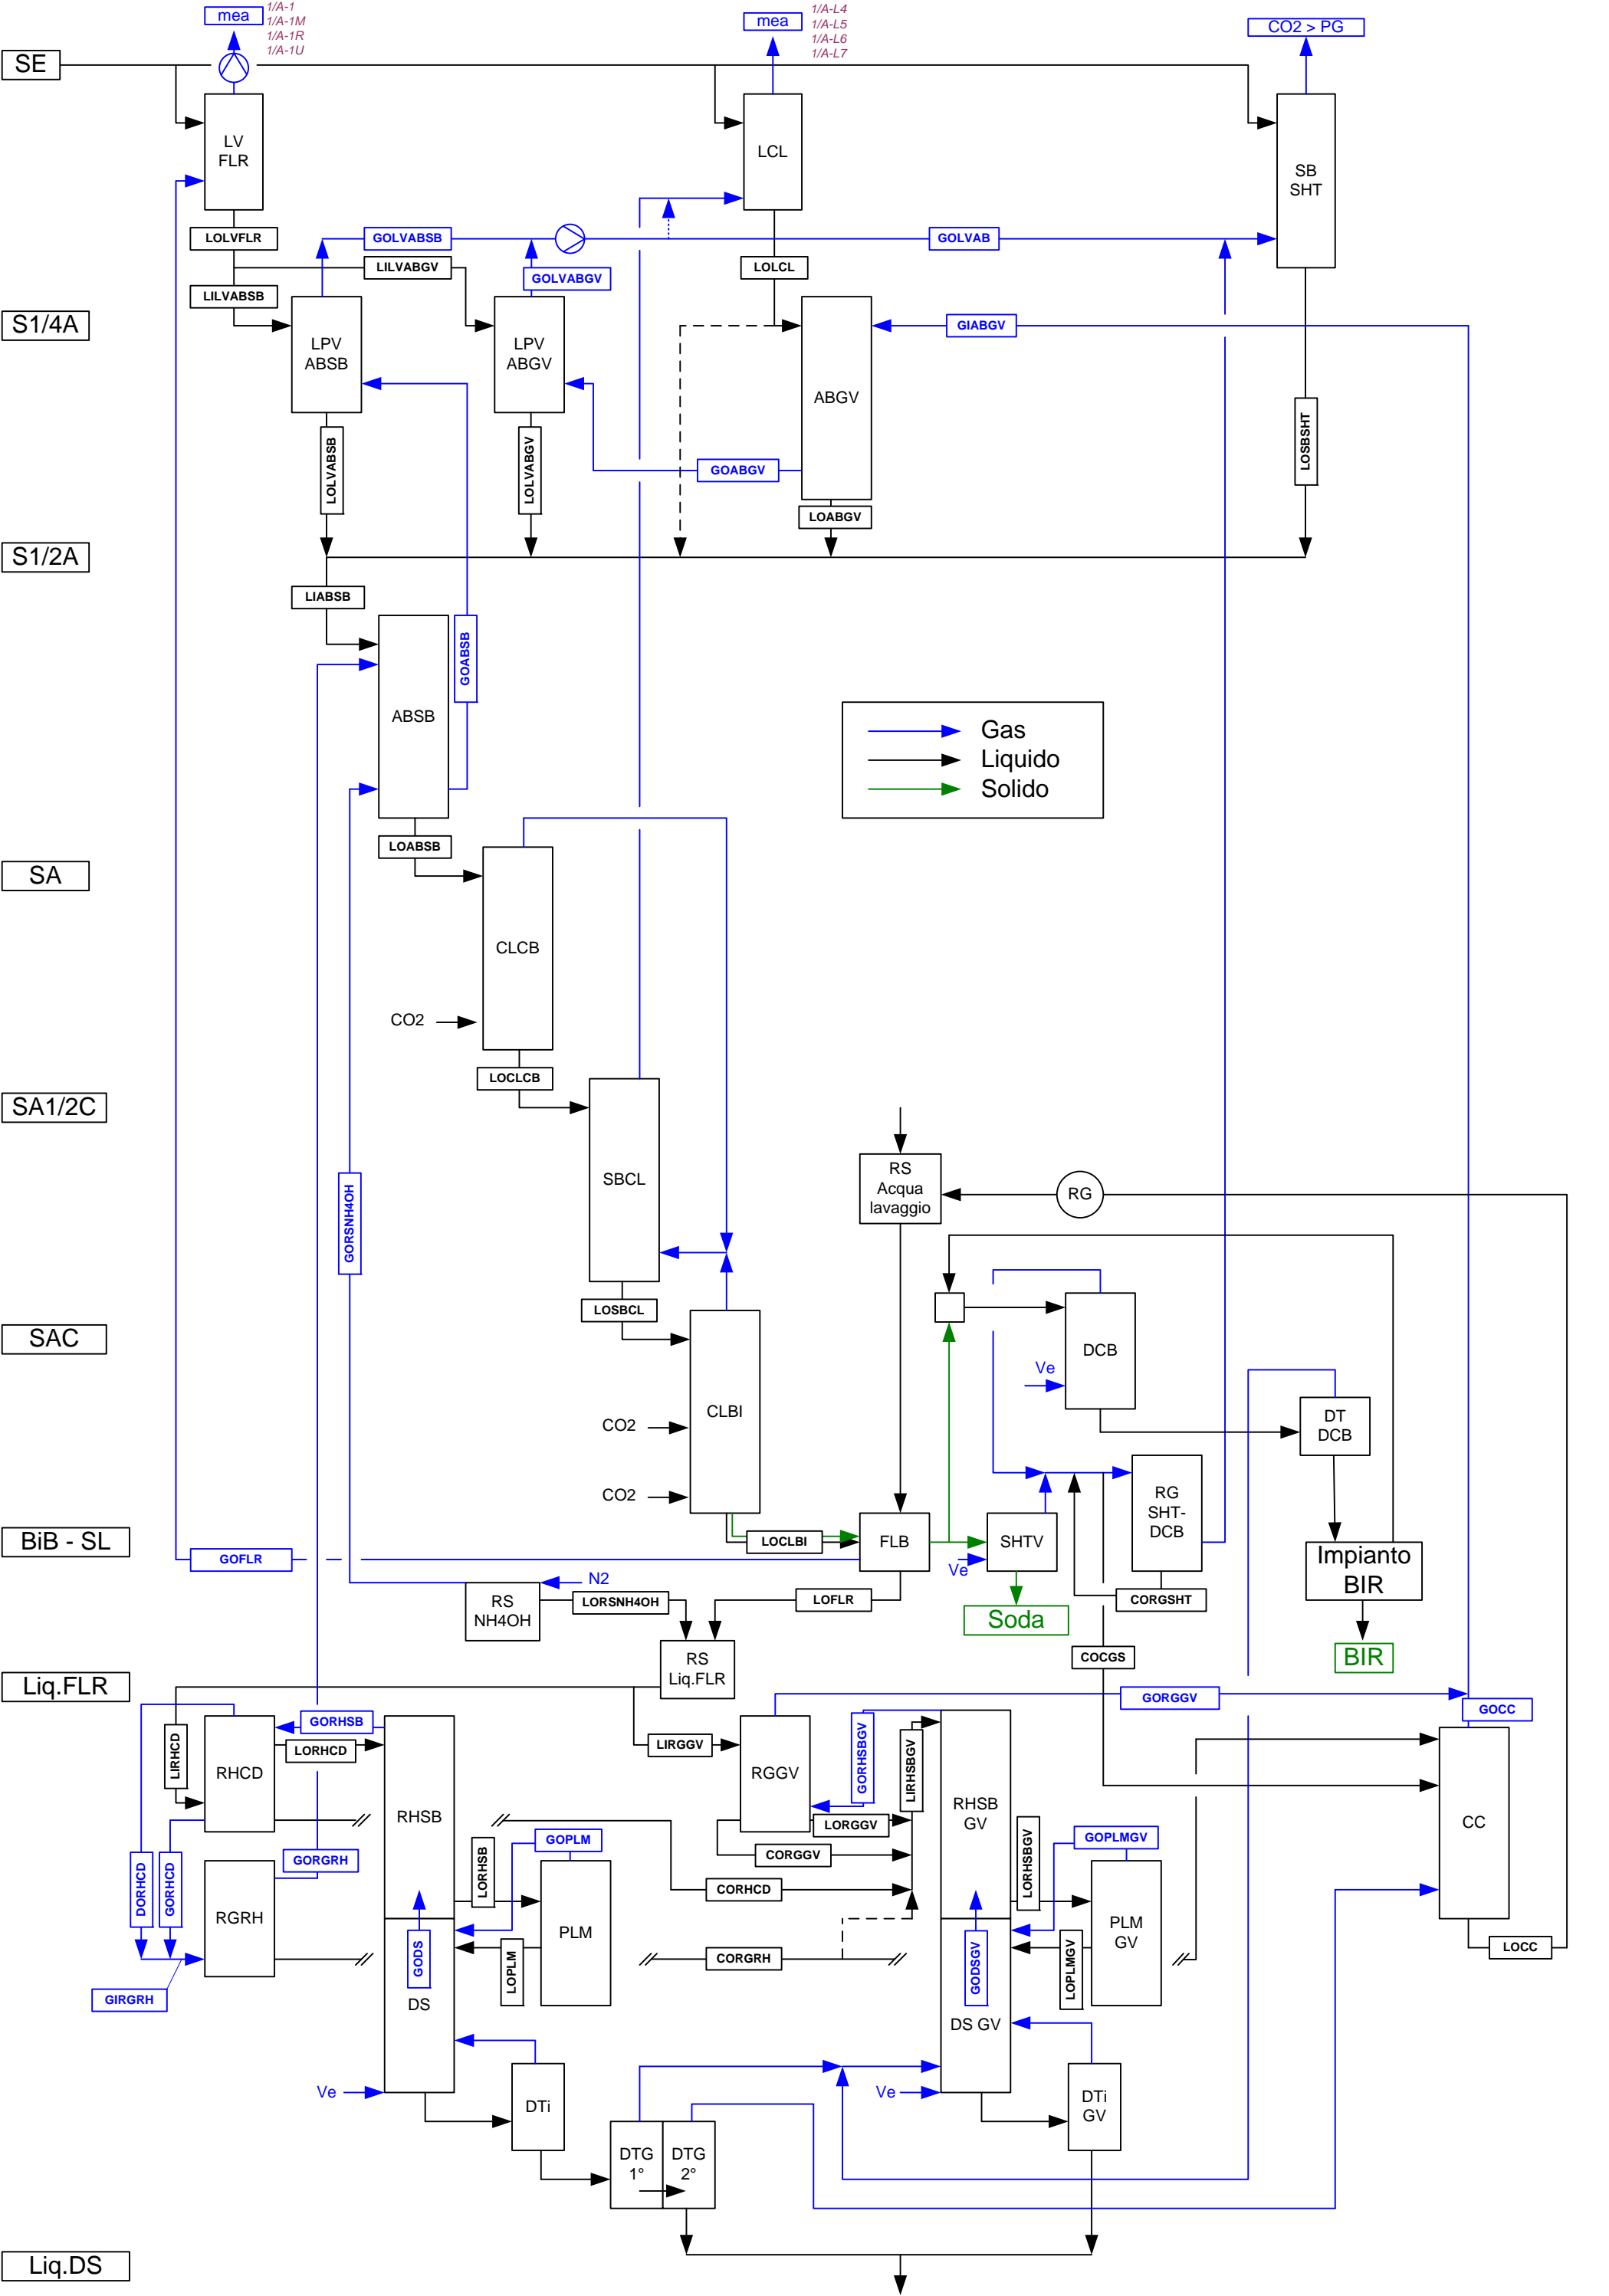 mea
1/A-1
1/A-1M
1/A-1R
1/A-1U
mea
1/A-L4
1/A-L5
1/A-L6
1/A-L7
CO2 > PG
SE
LV
FLR
LCL
SB
SHT
LOLVFLR
GOLVABSB
GOLVAB
LILVABGV
GOLVABGV
LOLCL
LILVABSB
S1/4A
GIABGV
LPV
ABSB
LPV
ABGV
ABGV
LOLVABSB
LOLVABGV
LOSBSHT
GOABGV
LOABGV
S1/2A
LIABSB
GOABSB
ABSB
Gas
Liquido
Solido
LOABSB
SA
CLCB
CO2
LOCLCB
SA1/2C
SBCL
RS
Acqua
lavaggio
RG
GORSNH4OH
LOSBCL
SAC
DCB
Ve
CLBI
CO2
DT
DCB
CO2
RG
SHT-
DCB
BiB - SL
LOCLBI
FLB
SHTV
Impianto
BIR
GOFLR
Ve
N2
RS
NH4OH
LORSNH4OH
LOFLR
CORGSHT
Soda
BIR
RS
Liq.FLR
COCGS
Liq.FLR
GORGGV
GOCC
GORHSB
LIRHCD
LORHCD
LIRGGV
GORHSBGV
LIRHSBGV
RHCD
RGGV
RHSB
RHSB
GV
CC
LORGGV
GOPLM
GOPLMGV
LORHSB
LORHSBGV
CORGGV
GORGRH
DORHCD
GORHCD
CORHCD
RGRH
PLM
PLM
GV
GODS
LOPLM
CORGRH
GODSGV
LOPLMGV
LOCC
GIRGRH
DS
DS GV
Ve
DTi
Ve
DTi
GV
DTG
1°
DTG
2°
Liq.DS